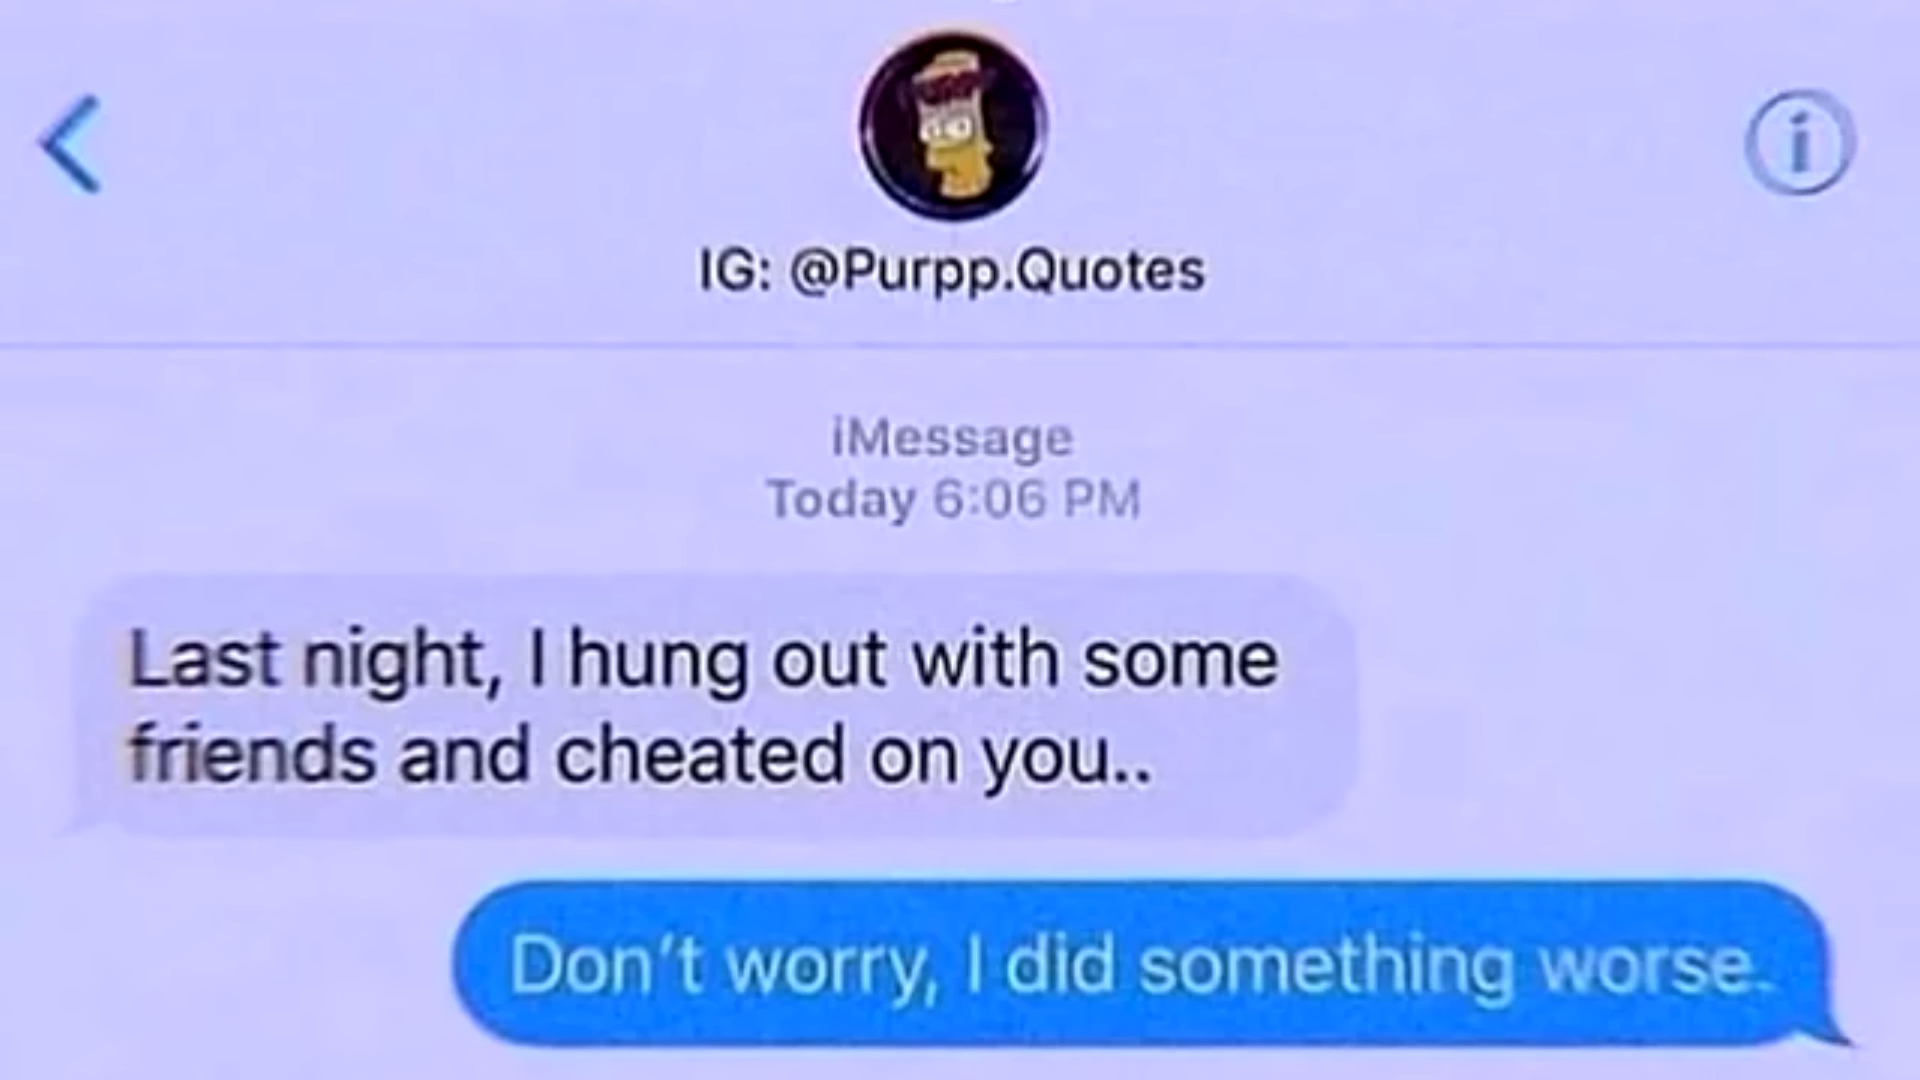 IG: @Purpp.Quotes
iMessage
Today 6:06 PM
Last night, I hung out with some
friends and cheated on you..
Don't worry, I did something worse.